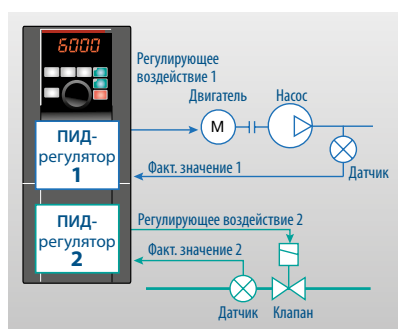 6000
Регулирующее
воздействие 1
Двигатель
Насос
M
ПИД-
регулятор
1
Факт. значение 1
Датчик
ПИД-
регулятор
2
Регулирующее воздействие 2
Факт. значение 2
Датчик
Клапан